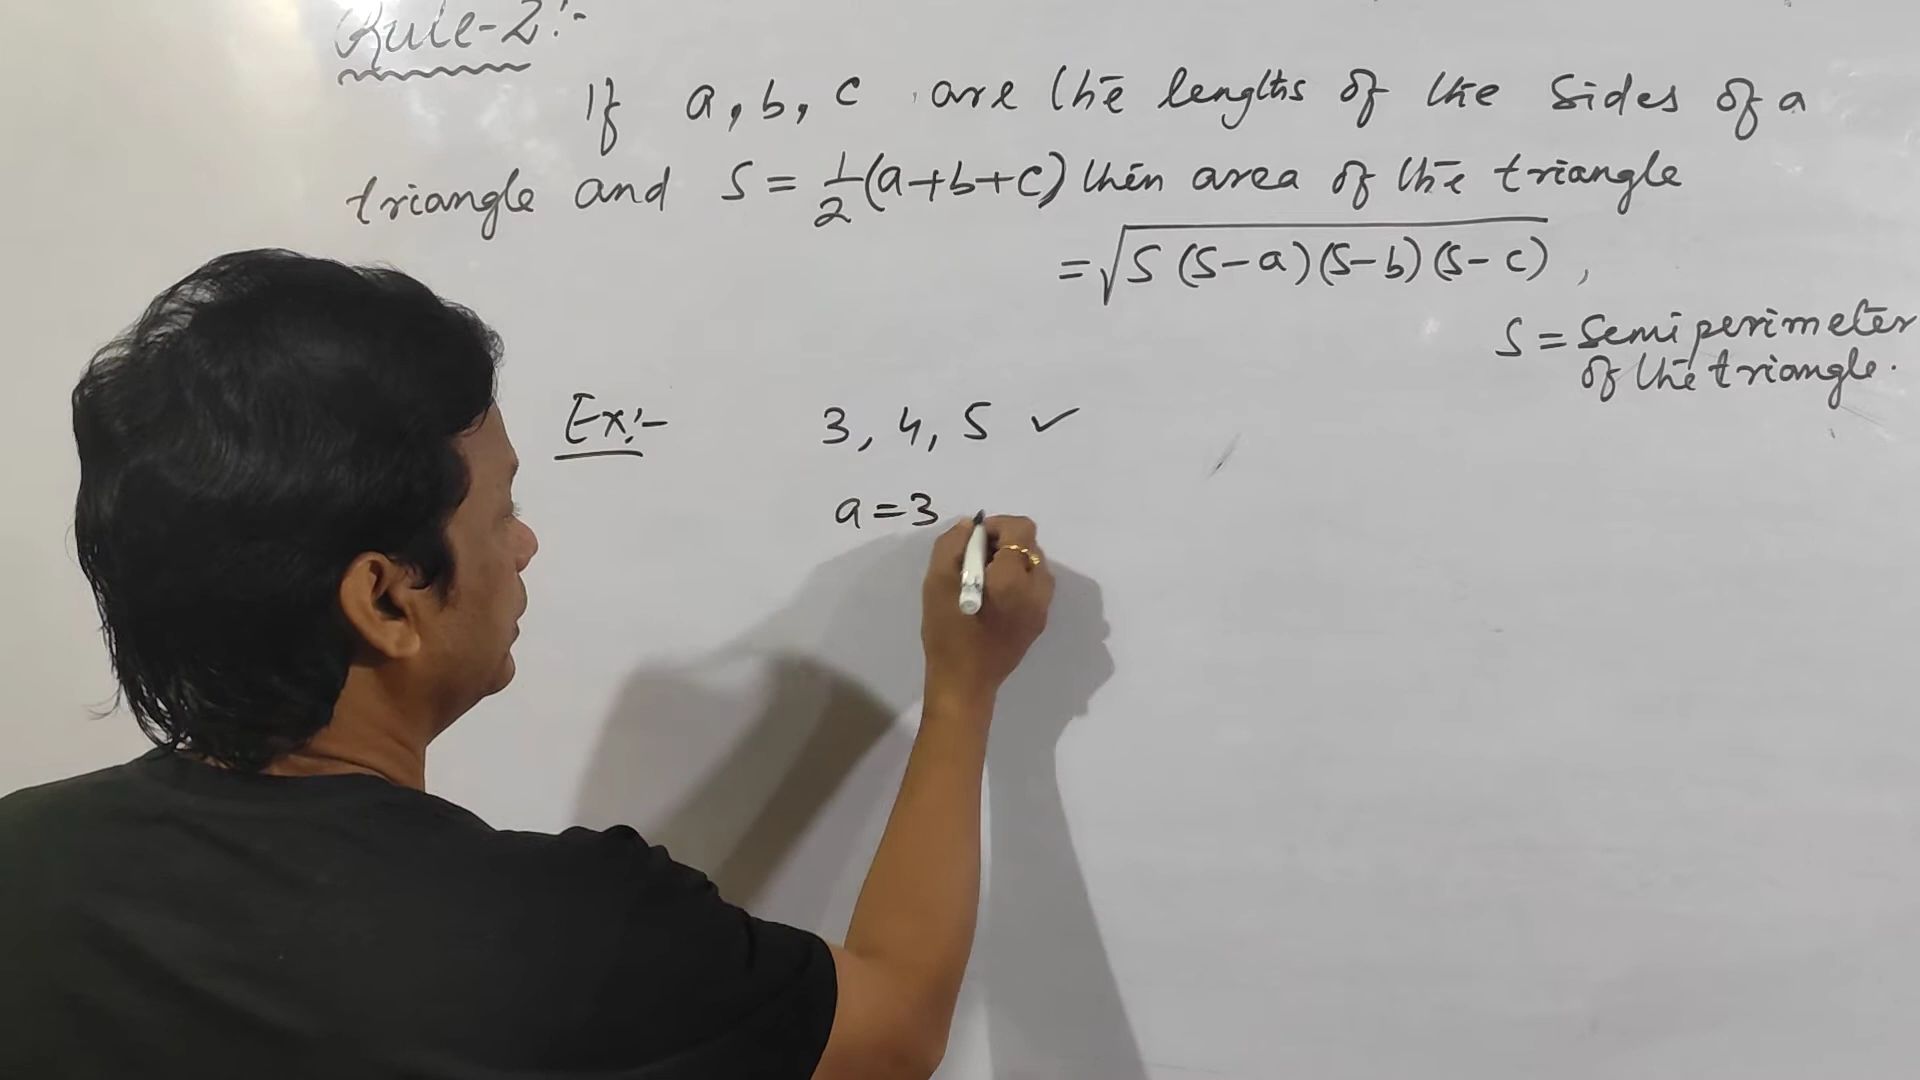 Rule-2:-
If a, b, c are the lengths of the sides of a
triangle and S = 1/2 (a+b+c) then area of the triangle
= √S(S-a)(S-b)(S-c) ,
S = Semi perimeter
of the triangle.
Ex:- 3, 4, 5 ✓
a = 3